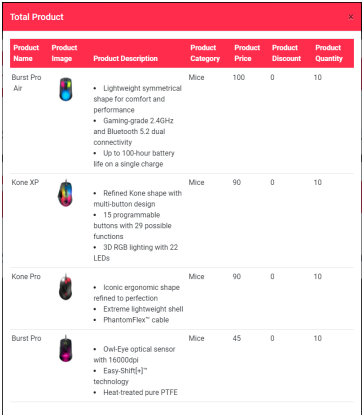 Total Product ×
Product Name Product Image Product Description Product Category Product Price Product Discount Product Quantity
Burst Pro Air Mice 100 0 10
• Lightweight symmetrical
shape for comfort and
performance
• Gaming-grade 2.4GHz
and Bluetooth 5.2 dual
connectivity
• Up to 100-hour battery
life on a single charge
Kone XP Mice 90 0 10
• Refined Kone shape with
multi-button design
• 15 programmable
buttons with 29 possible
functions
• 3D RGB lighting with 22
LEDs
Kone Pro Mice 90 0 10
• Iconic ergonomic shape
refined to perfection
• Extreme lightweight shell
• PhantomFlex™ cable
Burst Pro Mice 45 0 10
• Owl-Eye optical sensor
with 16000dpi
• Easy-Shift[+]™
technology
• Heat-treated pure PTFE